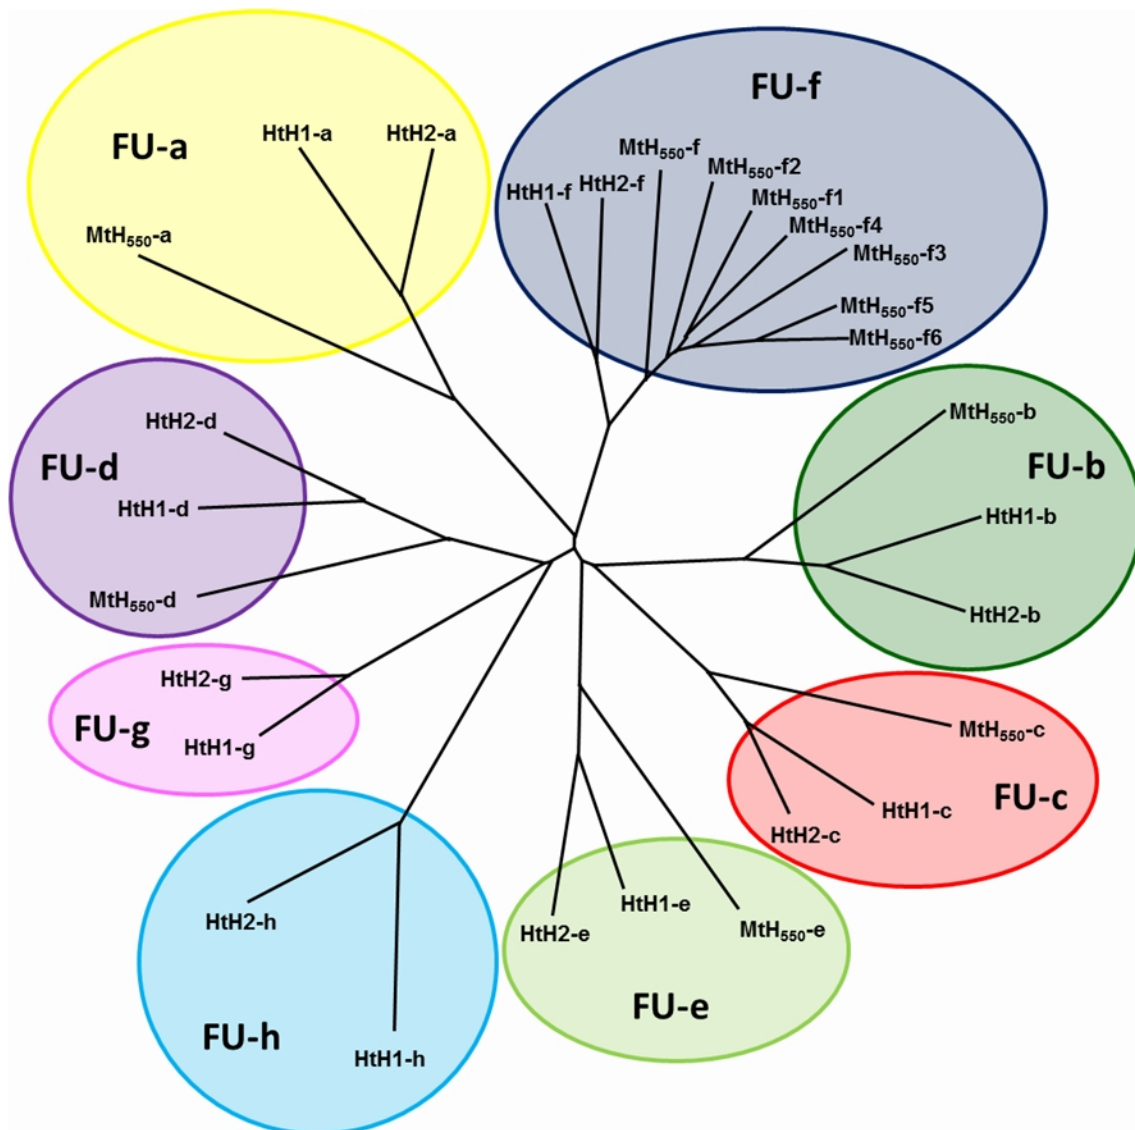 FU-a
HtH1-a
HtH2-a
MtH₅₅₀-a
FU-f
HtH1-f
HtH2-f
MtH₅₅₀-f
MtH₅₅₀-f2
MtH₅₅₀-f1
MtH₅₅₀-f4
MtH₅₅₀-f3
MtH₅₅₀-f5
MtH₅₅₀-f6
FU-d
HtH2-d
HtH1-d
MtH₅₅₀-d
FU-b
MtH₅₅₀-b
HtH1-b
HtH2-b
FU-g
HtH2-g
HtH1-g
FU-c
MtH₅₅₀-c
HtH1-c
HtH2-c
FU-h
HtH2-h
HtH1-h
FU-e
HtH2-e
HtH1-e
MtH₅₅₀-e